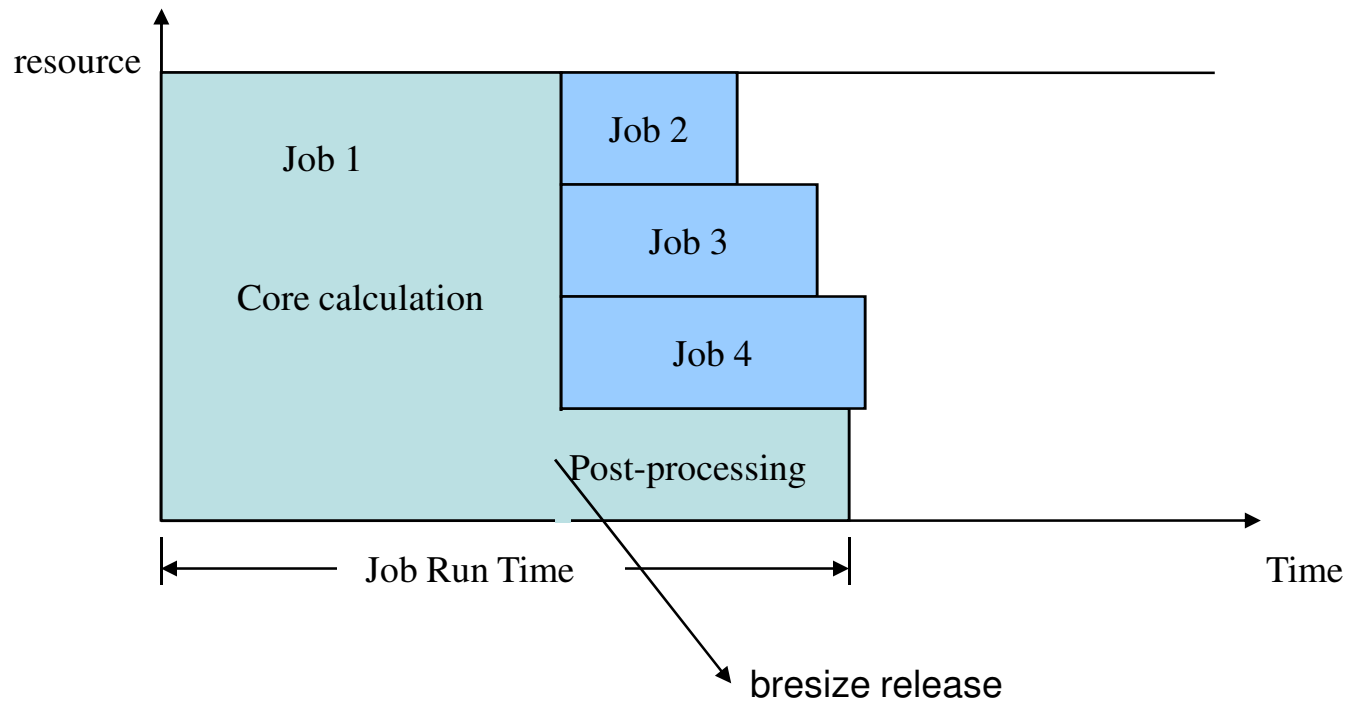 resource
Job 1
Job 2
Job 3
Core calculation
Job 4
Post-processing
Job Run Time
Time
bresize release